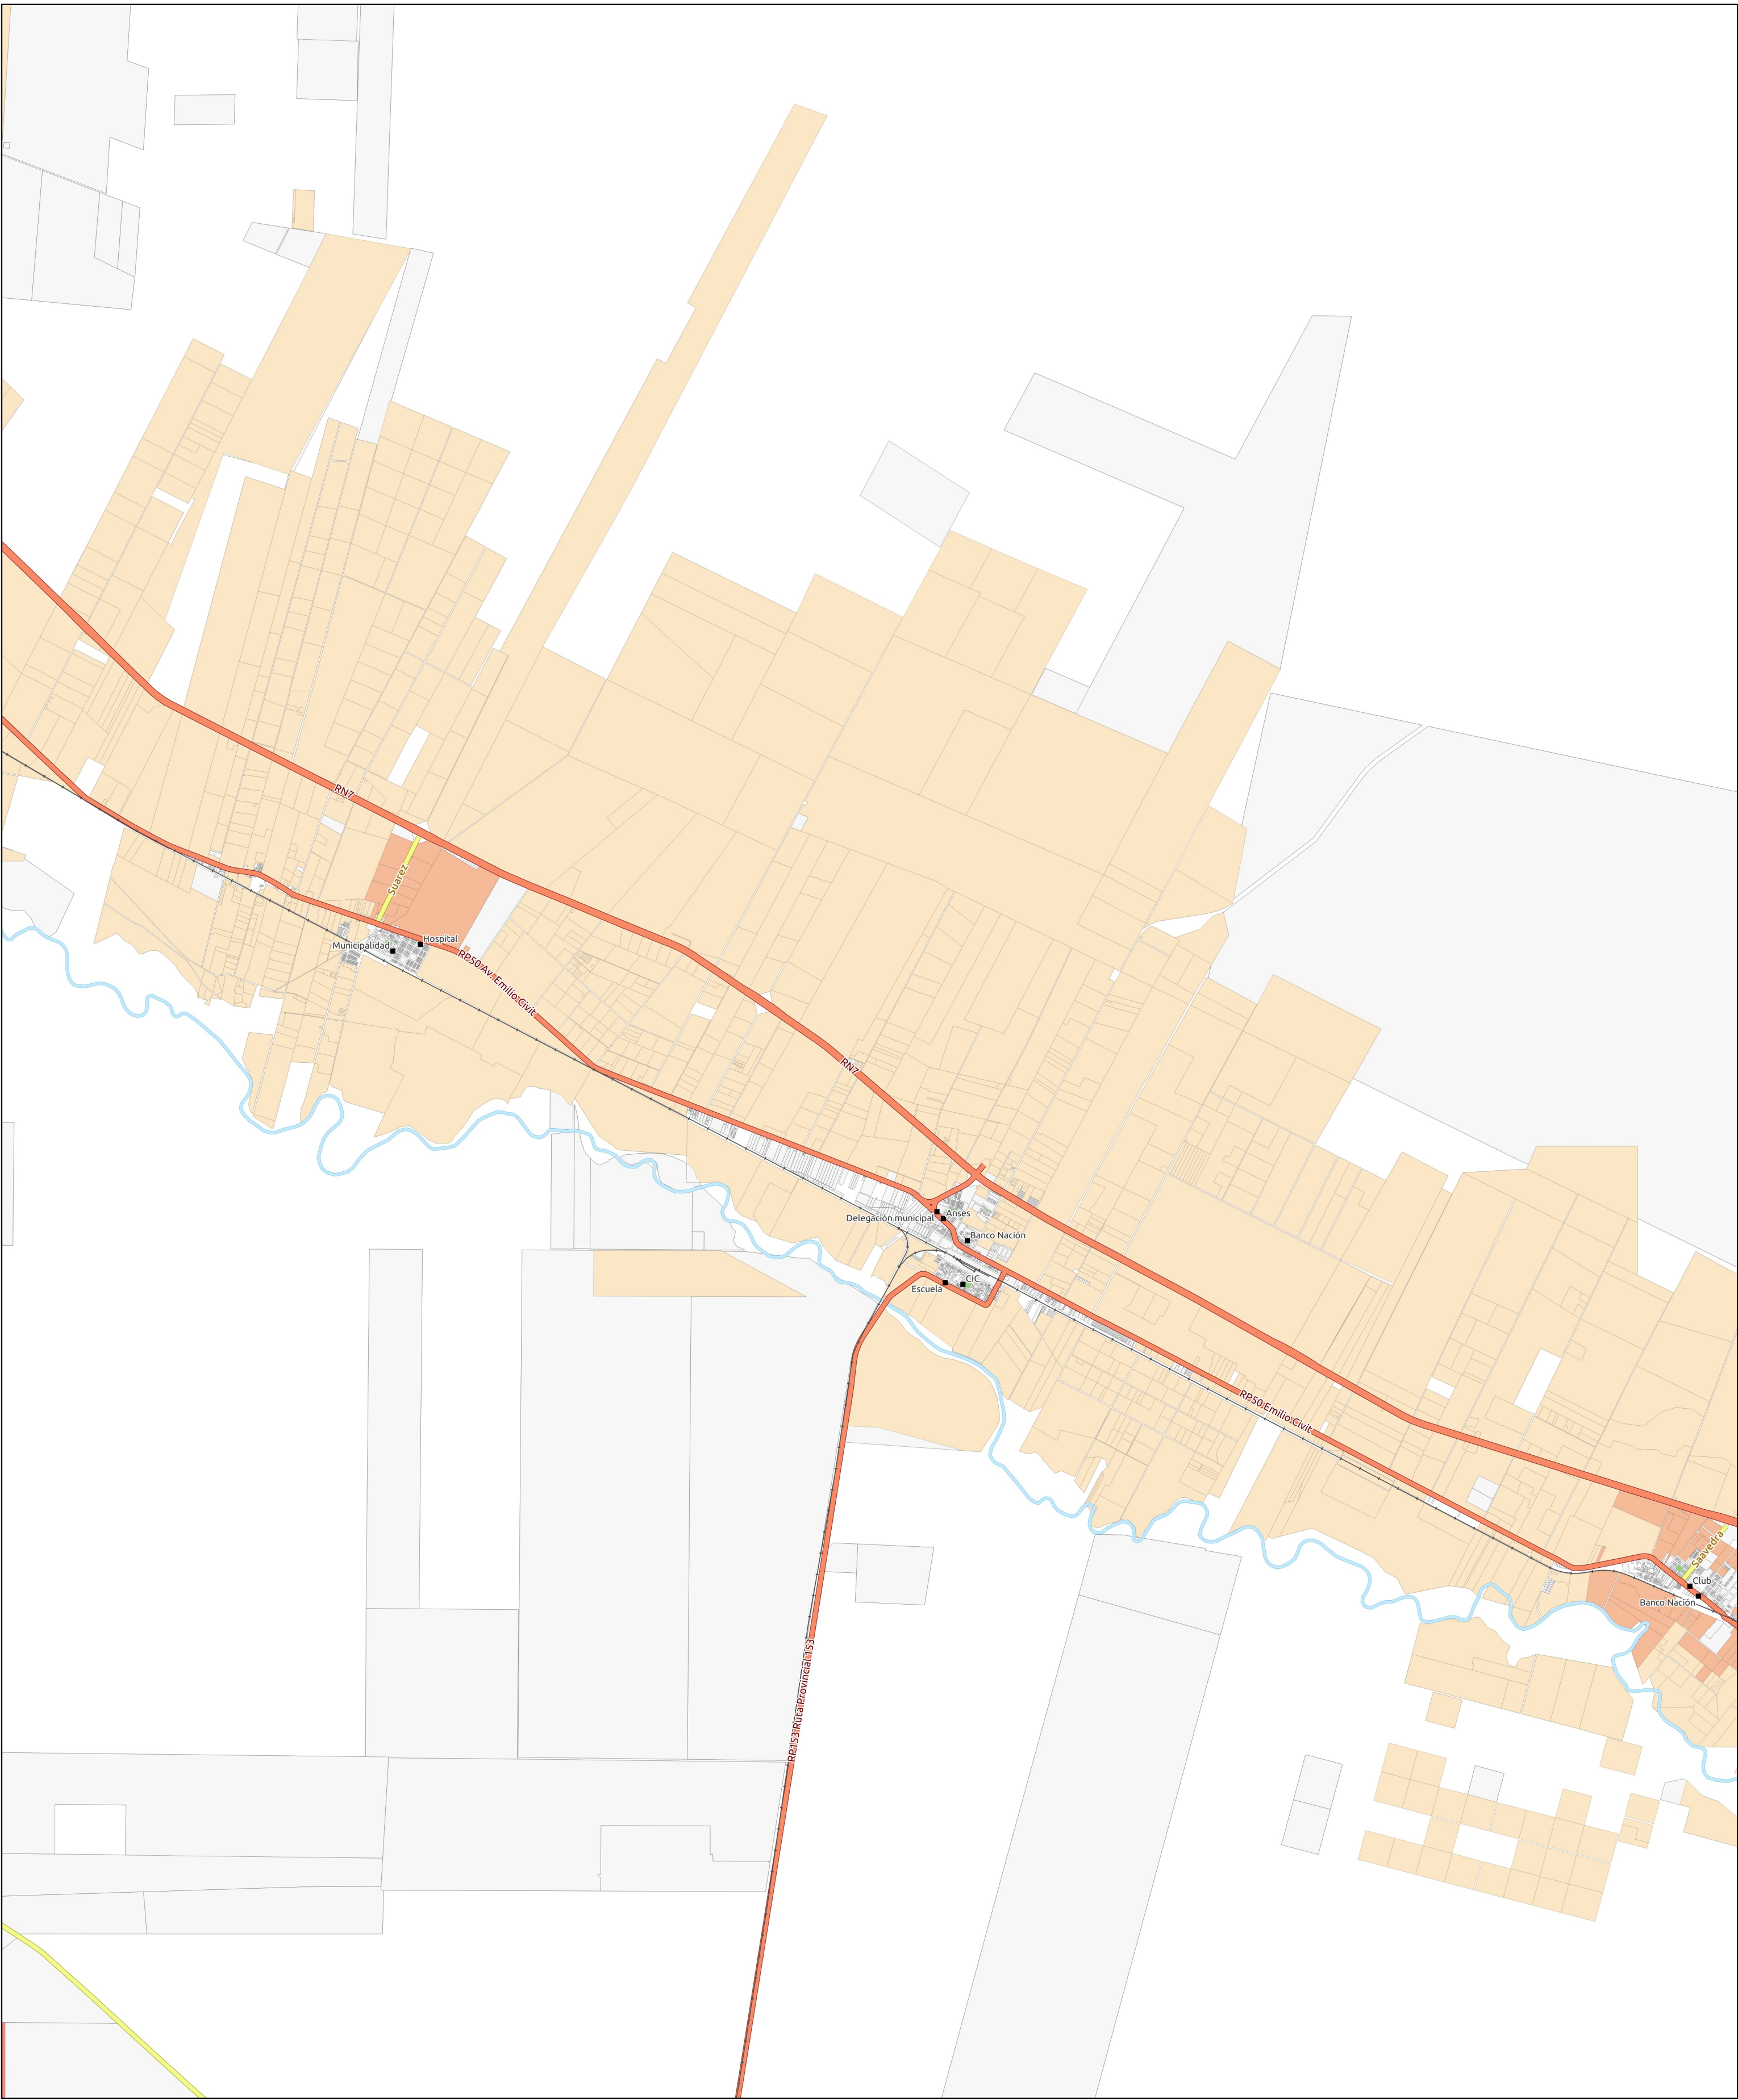 RN7
Suarez
Hospital
Municipalidad
RP50 Av. Emilio Civit
RN7
Anses
Delegación municipal
Banco Nación
CIC
Escuela
RP50 Emilio Civit
Saavedra
Club
Banco Nación
RP153 Ruta Provincial 153